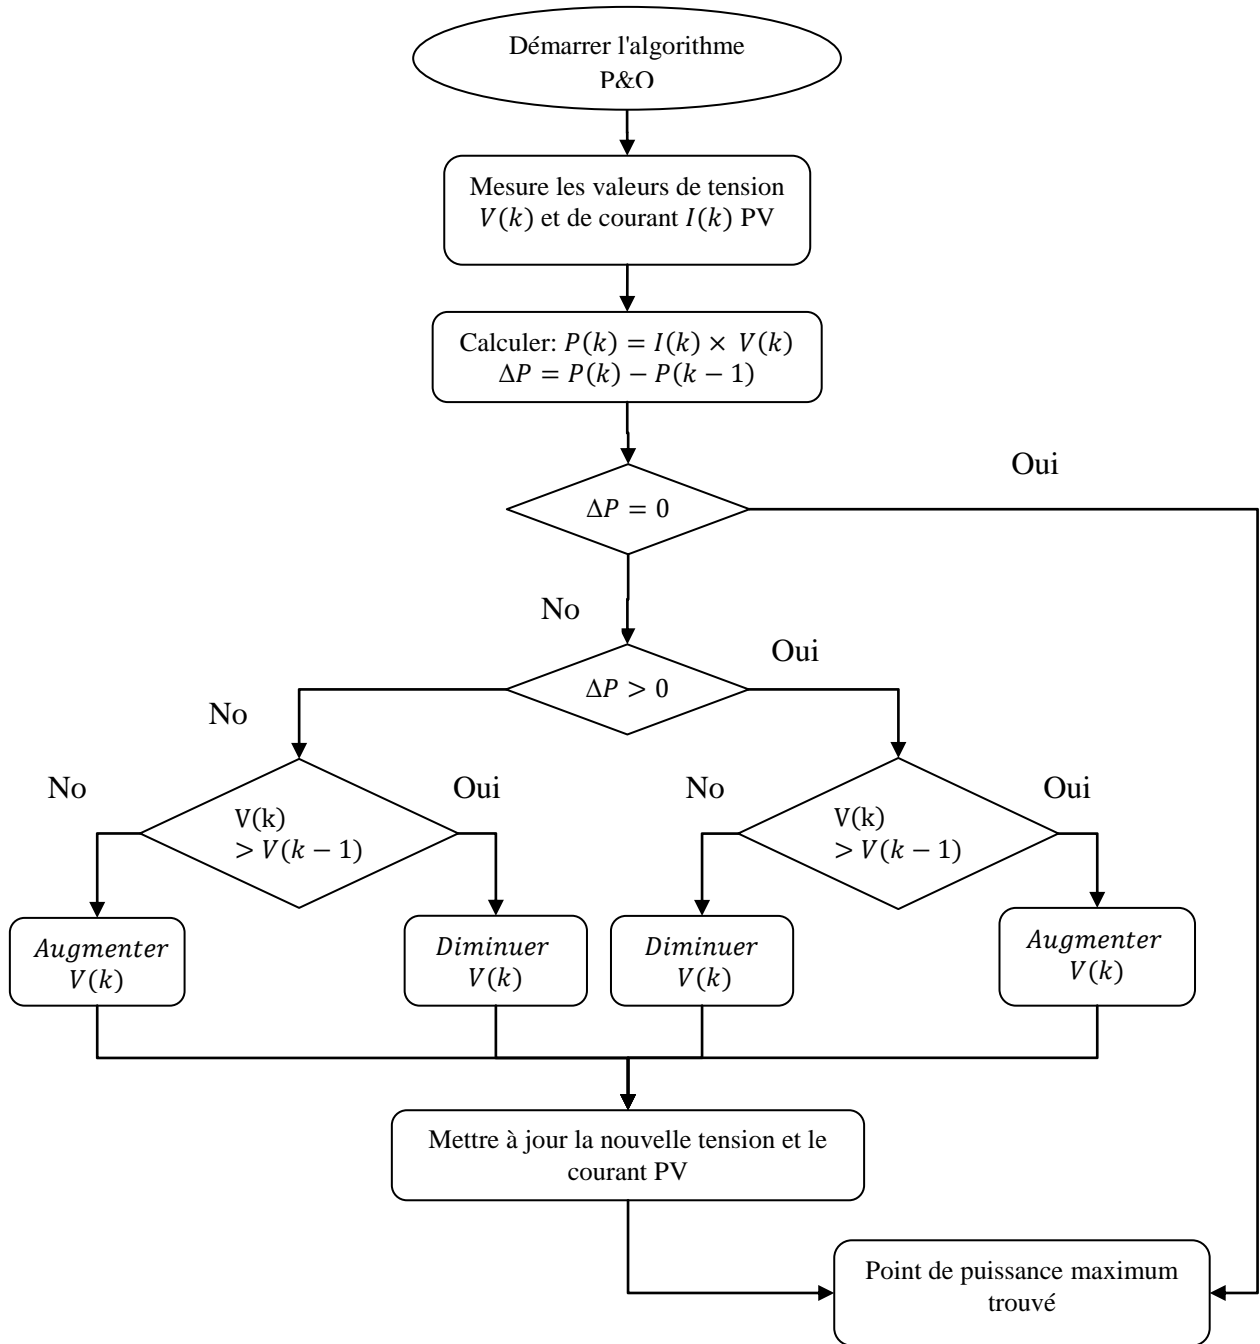 Démarrer l'algorithme
P&O
Mesure les valeurs de tension
V(k) et de courant I(k) PV
Calculer: P(k) = I(k) × V(k)
ΔP = P(k) − P(k − 1)
Oui
ΔP = 0
No
Oui
ΔP > 0
No
No
Oui
No
Oui
V(k)
> V(k − 1)
V(k)
> V(k − 1)
Augmenter
V(k)
Diminuer
V(k)
Diminuer
V(k)
Augmenter
V(k)
Mettre à jour la nouvelle tension et le
courant PV
Point de puissance maximum
trouvé